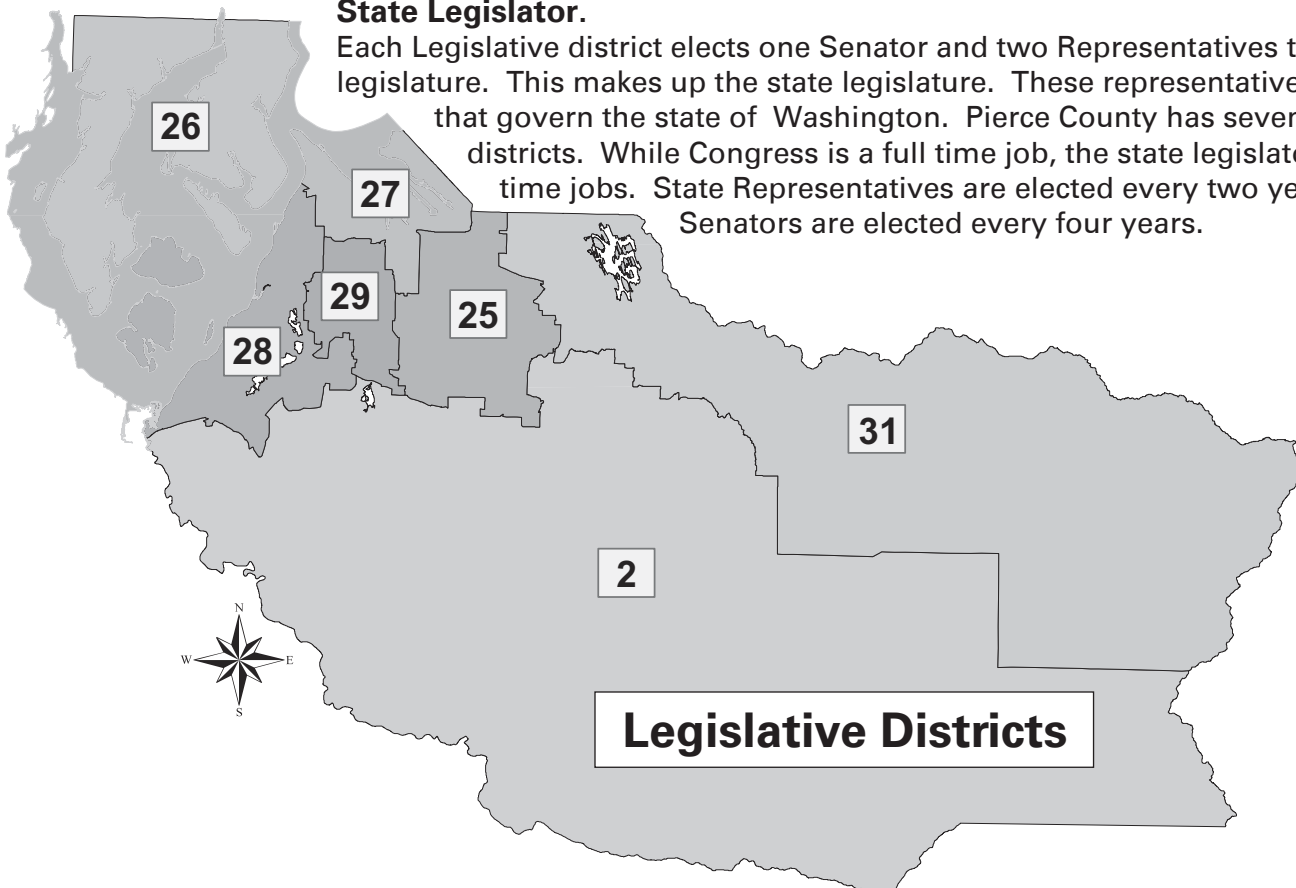 State Legislator.
Each Legislative district elects one Senator and two Representatives t
legislature. This makes up the state legislature. These representative
that govern the state of Washington. Pierce County has seven
districts. While Congress is a full time job, the state legislat
time jobs. State Representatives are elected every two ye
Senators are elected every four years.
26
27
29
25
28
31
2
N
W
E
S
Legislative Districts